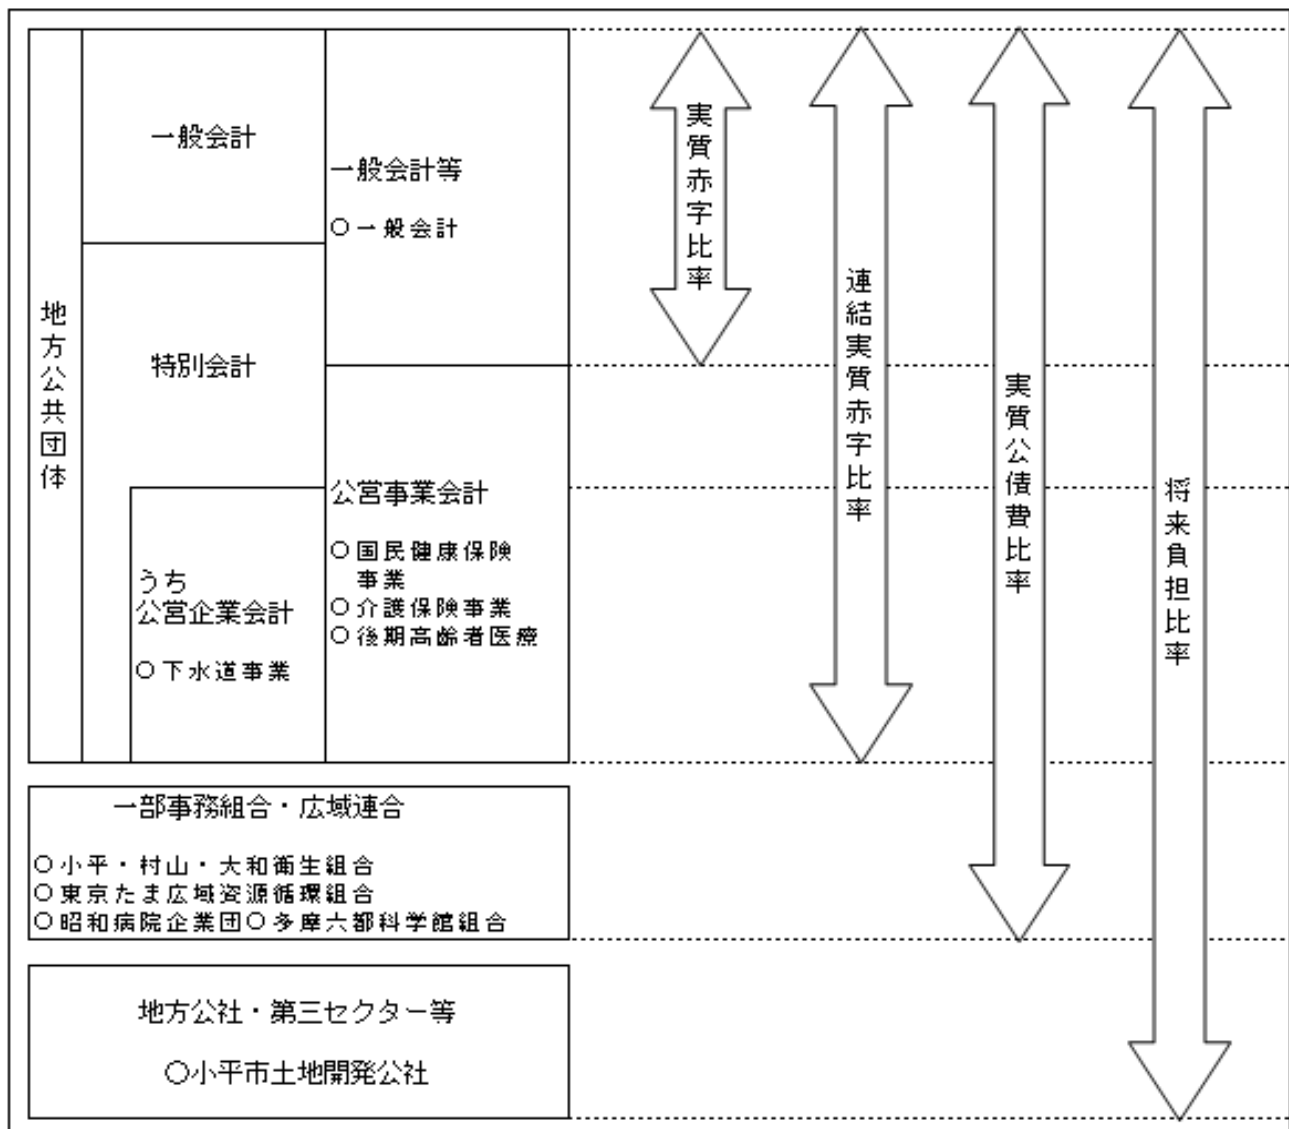 地方公共団体
一般会計
特別会計
うち
公営企業会計
○下水道事業
一般会計等
○一般会計
公営事業会計
○国民健康保険
事業
○介護保険事業
○後期高齢者医療
実質赤字比率
連結実質赤字比率
実質公債費比率
将来負担比率
一部事務組合・広域連合
○小平・村山・大和衛生組合
○東京たま広域資源循環組合
○昭和病院企業団○多摩六都科学館組合
地方公社・第三セクター等
○小平市土地開発公社